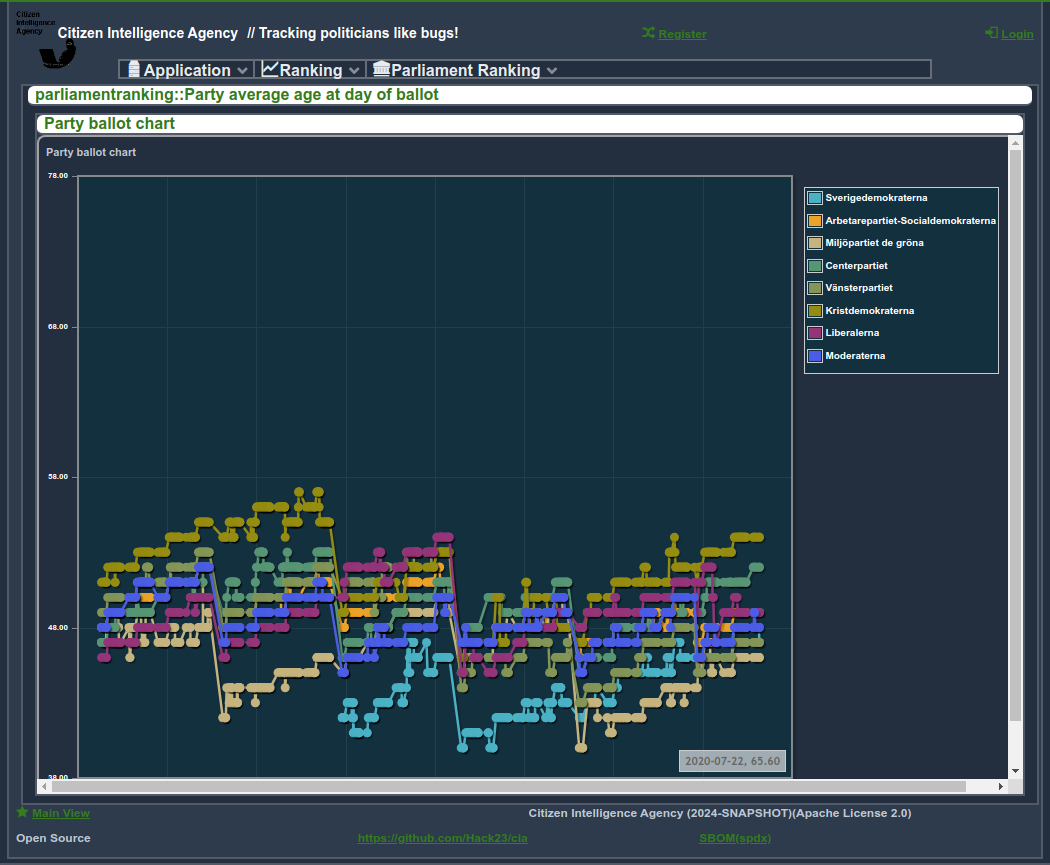 Citizen
Intelligence
Agency
Citizen Intelligence Agency // Tracking politicians like bugs!
Register
Login
Application
Ranking
Parliament Ranking
parliamentranking::Party average age at day of ballot
Party ballot chart
Party ballot chart
78.00
68.00
58.00
48.00
38.00
Sverigedemokraterna
Arbetarepartiet-Socialdemokraterna
Miljöpartiet de gröna
Centerpartiet
Vänsterpartiet
Kristdemokraterna
Liberalerna
Moderaterna
2020-07-22, 65.60
Main View
Citizen Intelligence Agency (2024-SNAPSHOT)(Apache License 2.0)
Open Source
https://github.com/Hack23/cia
SBOM(spdx)